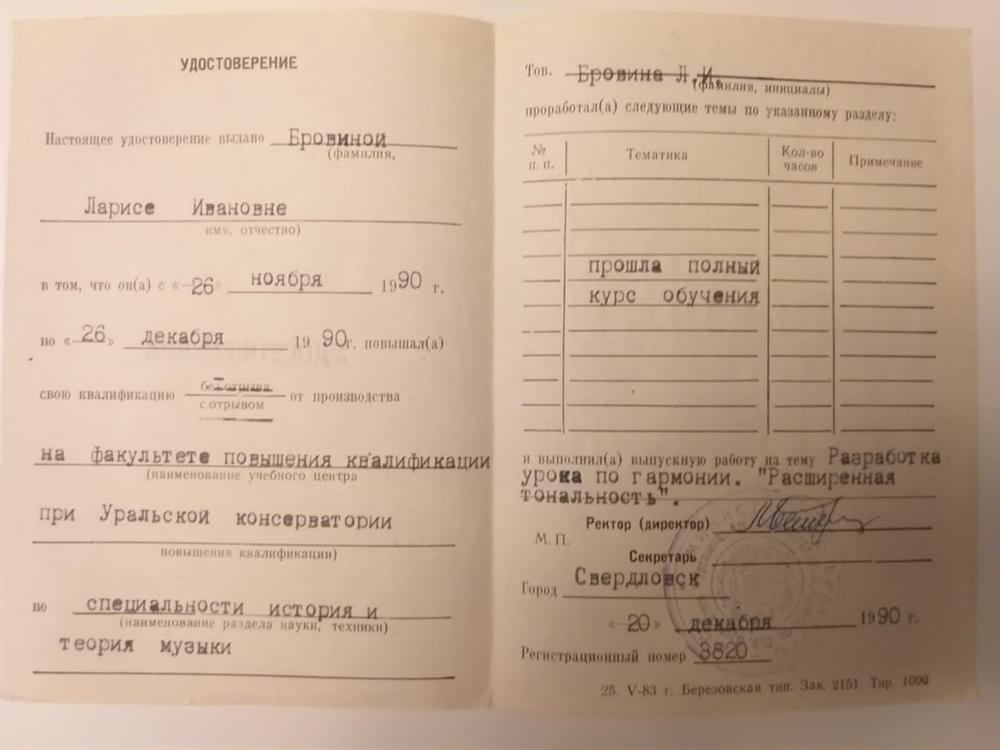 УДОСТОВЕРЕНИЕ
Настоящее удостоверение выдано Бровиной
(фамилия,
Ларисе Ивановне
имя, отчество)
в том, что он(а) с «26» ноября 1990 г.
по «26» декабря 1990г. повышал(а)
свою квалификацию без отрыва
с отрывом от производства
на факультете повышения квалификации
(наименование учебного центра
при Уральской консерватории
повышения квалификации)
по специальности история и
(наименование раздела науки, техники)
теория музыки
Тов. Бровина Л.И.
(фамилия, инициалы)
проработал(а) следующие темы по указанному разделу:
№ п. п. Тематика Кол-во часов Примечание
прошла полный
курс обучения
и выполнил(а) выпускную работу на тему Разработка
урока по гармонии. "Расширенная
тональность".
Ректор (директор)
М. П.
Секретарь
Город Свердловск
«20» декабря 1990 г.
Регистрационный номер 3820
25. V-83 г. Березовская тип. Зак. 2151. Тир. 1000